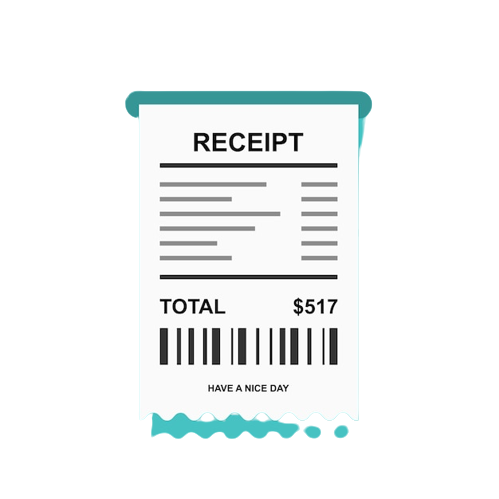 RECEIPT
TOTAL $517
HAVE A NICE DAY